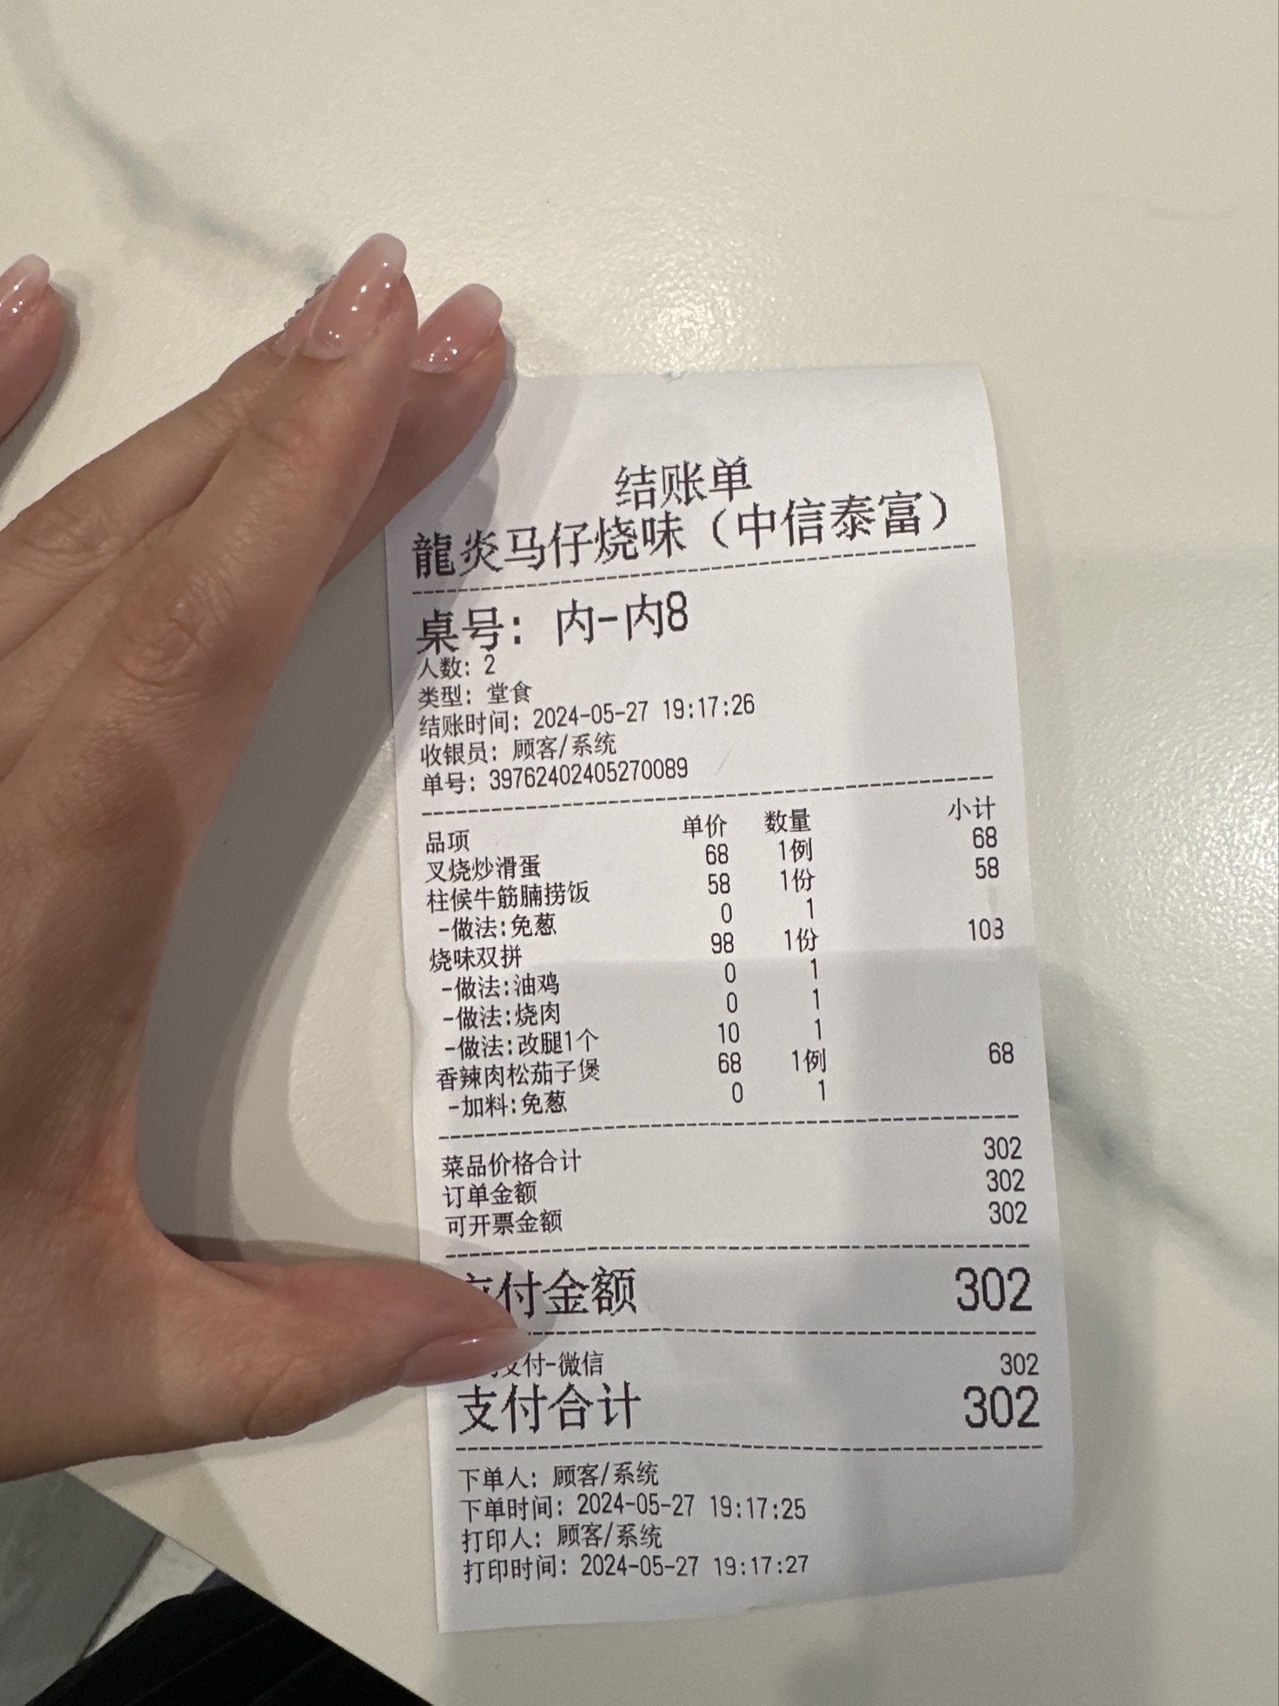 结账单
龍炎马仔烧味（中信泰富）
桌号: 内-内8
人数: 2
类型: 堂食
结账时间: 2024-05-27 19:17:26
收银员: 顾客/系统
单号: 39762402405270089
品项 单价 数量 小计
叉烧炒滑蛋 68 1例 68
柱候牛筋腩捞饭 58 1份 58
-做法:免葱 0 1
烧味双拼 98 1份 108
-做法:油鸡 0 1
-做法:烧肉 0 1
-做法:改腿1个 10 1
香辣肉松茄子煲 68 1例 68
-加料:免葱 0 1
菜品价格合计 302
订单金额 302
可开票金额 302
付金额 302
支付-微信 302
支付合计 302
下单人: 顾客/系统
下单时间: 2024-05-27 19:17:25
打印人: 顾客/系统
打印时间: 2024-05-27 19:17:27